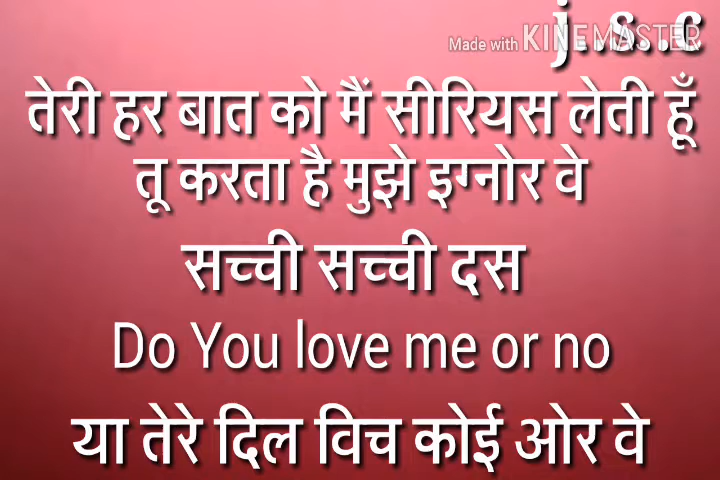 j.s.c
Made with KINEMASTER
तेरी हर बात को मैं सीरियस लेती हूँ
तू करता है मुझे इग्नोर वे
सच्ची सच्ची दस
Do You love me or no
या तेरे दिल विच कोई ओर वे